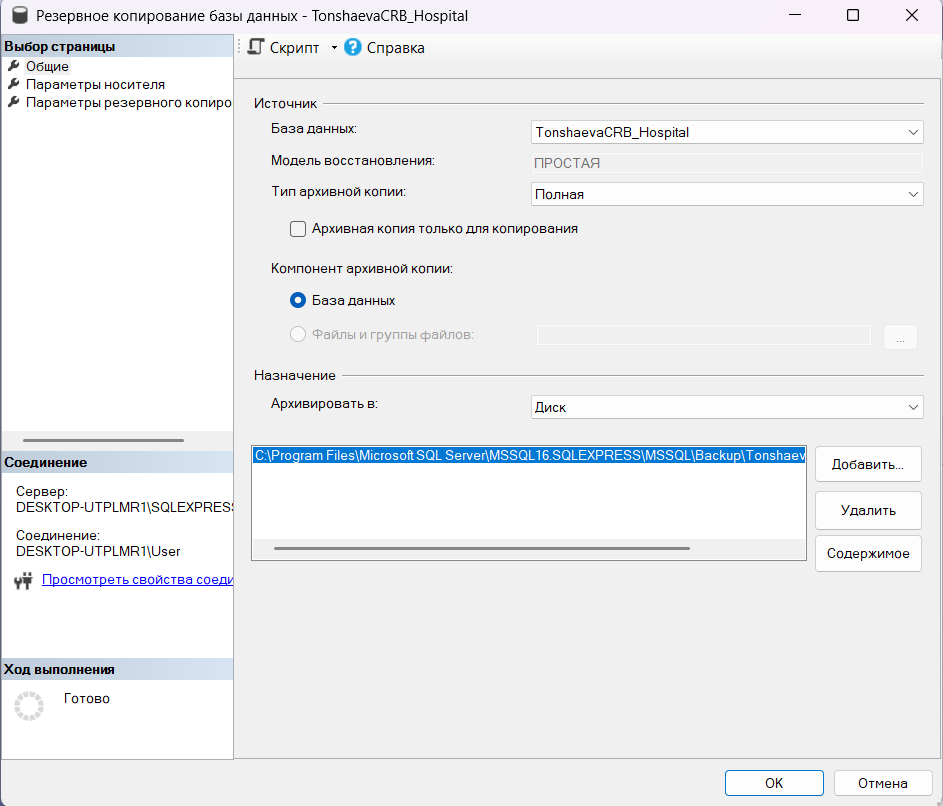 Резервное копирование базы данных - TonshaevaCRB_Hospital
Выбор страницы
Общие
Параметры носителя
Параметры резервного копиро
Скрипт
Справка
Источник
База данных:
TonshaevaCRB_Hospital
Модель восстановления:
ПРОСТАЯ
Тип архивной копии:
Полная
Архивная копия только для копирования
Компонент архивной копии:
База данных
Файлы и группы файлов:
...
Назначение
Архивировать в:
Диск
C:\Program Files\Microsoft SQL Server\MSSQL16.SQLEXPRESS\MSSQL\Backup\Tonshaev
Добавить...
Удалить
Содержимое
Соединение
Сервер:
DESKTOP-UTPLMR1\SQLEXPRESS
Соединение:
DESKTOP-UTPLMR1\User
Просмотреть свойства соеди
Ход выполнения
Готово
ОК
Отмена